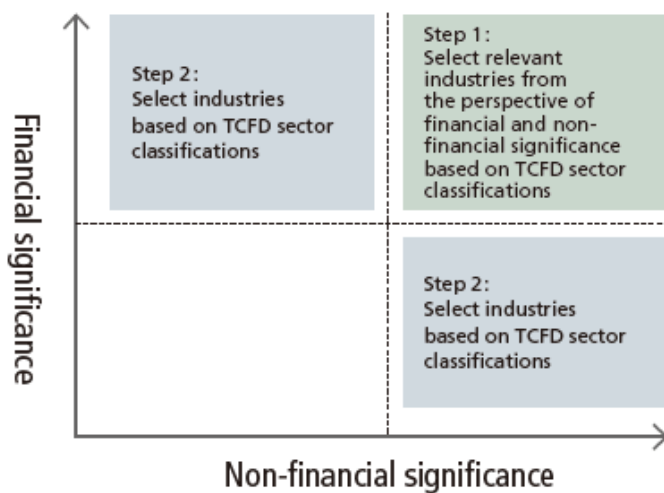 Financial significance
Step 2:
Select industries
based on TCFD sector
classifications
Step 1:
Select relevant
industries from
the perspective of
financial and non-
financial significance
based on TCFD sector
classifications
Step 2:
Select industries
based on TCFD sector
classifications
Non-financial significance